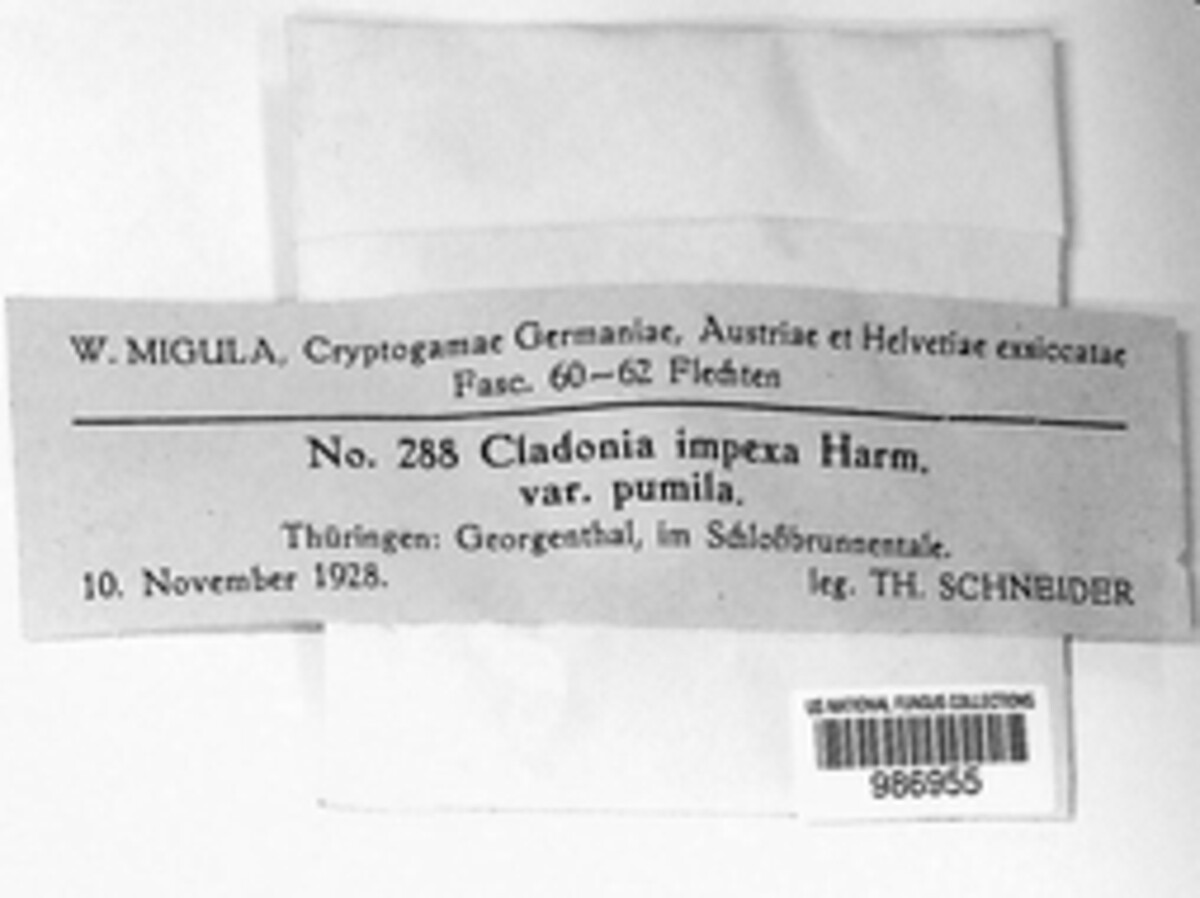 W. MIGULA, Cryptogamae Germaniae, Austriae et Helvetiae exsiccatae
Fasc. 60—62 Flechten
No. 288 Cladonia impexa Harm.
var. pumila.
Thüringen: Georgenthal, im Schloßbrunnentale.
10. November 1928.
leg. TH. SCHNEIDER
US NATIONAL FUNGUS COLLECTIONS
986955